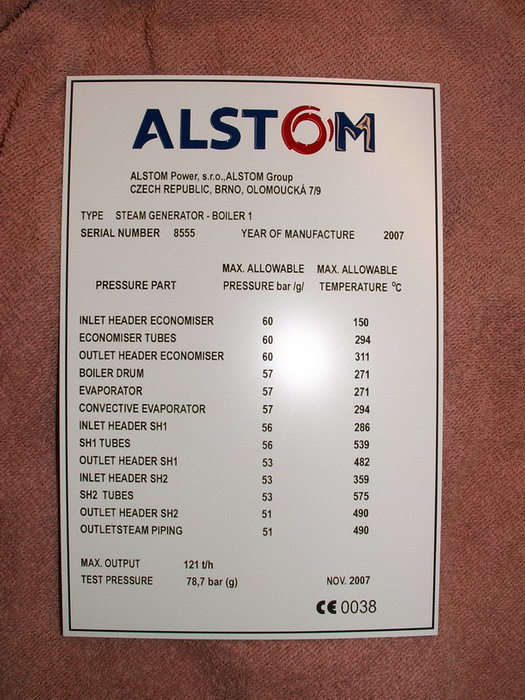 ALSTOM
ALSTOM Power, s.r.o.,ALSTOM Group
CZECH REPUBLIC, BRNO, OLOMOUCKÁ 7/9
TYPE STEAM GENERATOR - BOILER 1
SERIAL NUMBER 8555 YEAR OF MANUFACTURE 2007
MAX. ALLOWABLE MAX. ALLOWABLE
PRESSURE PART PRESSURE bar /g/ TEMPERATURE °C
INLET HEADER ECONOMISER 60 150
ECONOMISER TUBES 60 294
OUTLET HEADER ECONOMISER 60 311
BOILER DRUM 57 271
EVAPORATOR 57 271
CONVECTIVE EVAPORATOR 57 294
INLET HEADER SH1 56 286
SH1 TUBES 56 539
OUTLET HEADER SH1 53 482
INLET HEADER SH2 53 359
SH2 TUBES 53 575
OUTLET HEADER SH2 51 490
OUTLETSTEAM PIPING 51 490
MAX. OUTPUT 121 t/h
TEST PRESSURE 78,7 bar (g) NOV. 2007
CE 0038